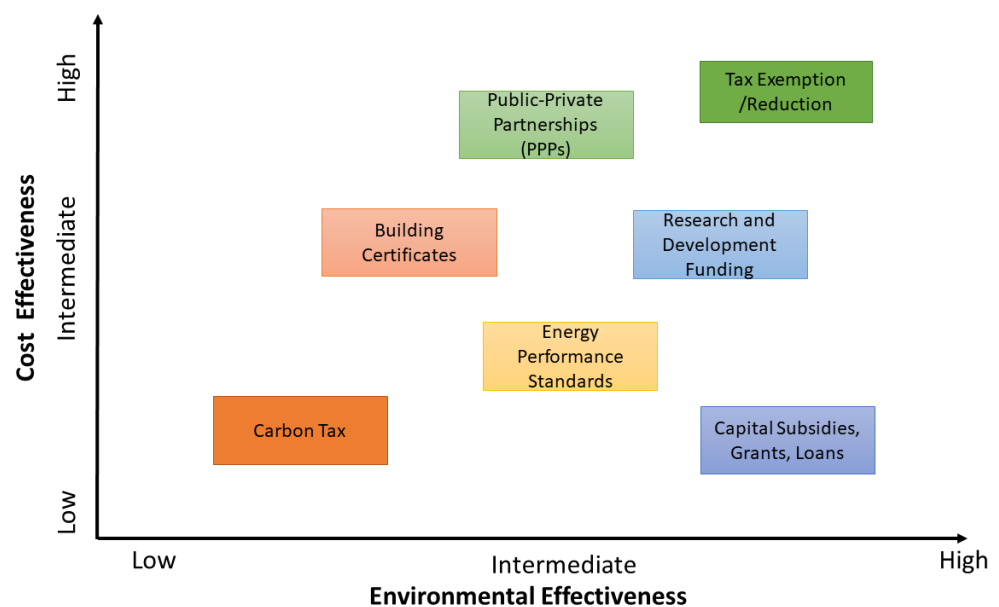 High
Tax Exemption
/Reduction
Public-Private
Partnerships
(PPPs)
Cost Effectiveness
Intermediate
Building
Certificates
Research and
Development
Funding
Energy
Performance
Standards
Carbon Tax
Capital Subsidies,
Grants, Loans
Low
Low
Intermediate
High
Environmental Effectiveness